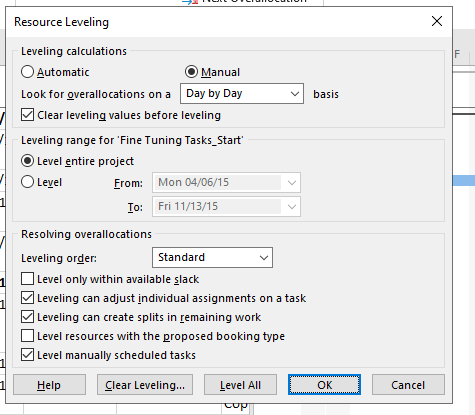 Next Overallocation
Resource Leveling
Leveling calculations
Automatic
Manual
Look for overallocations on a
Day by Day
basis
Clear leveling values before leveling
F
Leveling range for 'Fine Tuning Tasks_Start'
Level entire project
Level
From:
Mon 04/06/15
To:
Fri 11/13/15
Resolving overallocations
Leveling order:
Standard
Level only within available slack
Leveling can adjust individual assignments on a task
Leveling can create splits in remaining work
Level resources with the proposed booking type
Level manually scheduled tasks
Help
Clear Leveling...
Level All
OK
Cancel
Cop